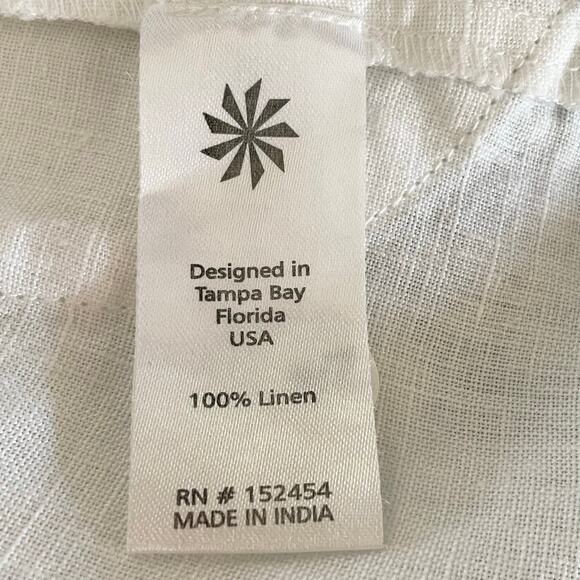 Designed in
Tampa Bay
Florida
USA
100% Linen
RN # 152454
MADE IN INDIA